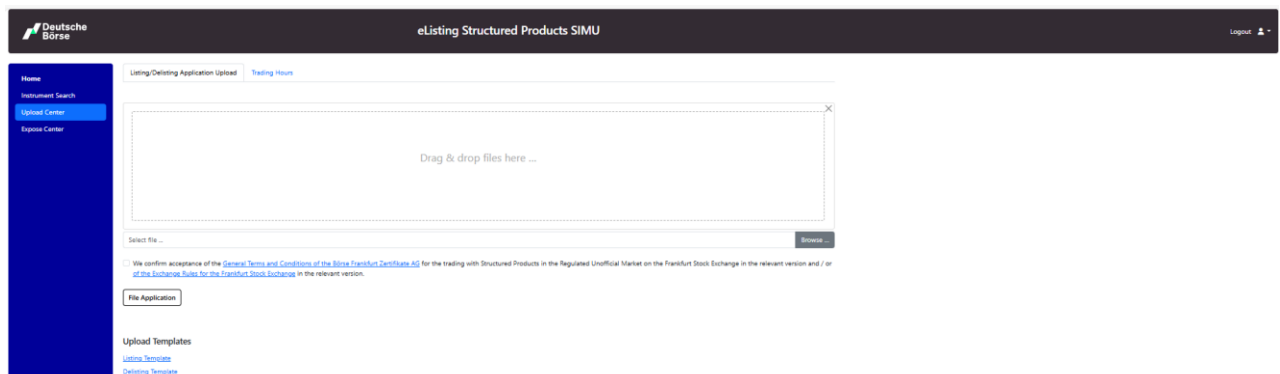 Deutsche
Börse
eListing Structured Products SIMU
Logout
Home
Instrument Search
Upload Center
Expose Center
Listing/Delisting Application Upload
Trading Hours
Drag & drop files here ...
Select file ...
Browse ...
We confirm acceptance of the General Terms and Conditions of the Börse Frankfurt Zertifikate AG for the trading with Structured Products in the Regulated Unofficial Market on the Frankfurt Stock Exchange in the relevant version and / or
of the Exchange Rules for the Frankfurt Stock Exchange in the relevant version.
File Application
Upload Templates
Listing Template
Delisting Template